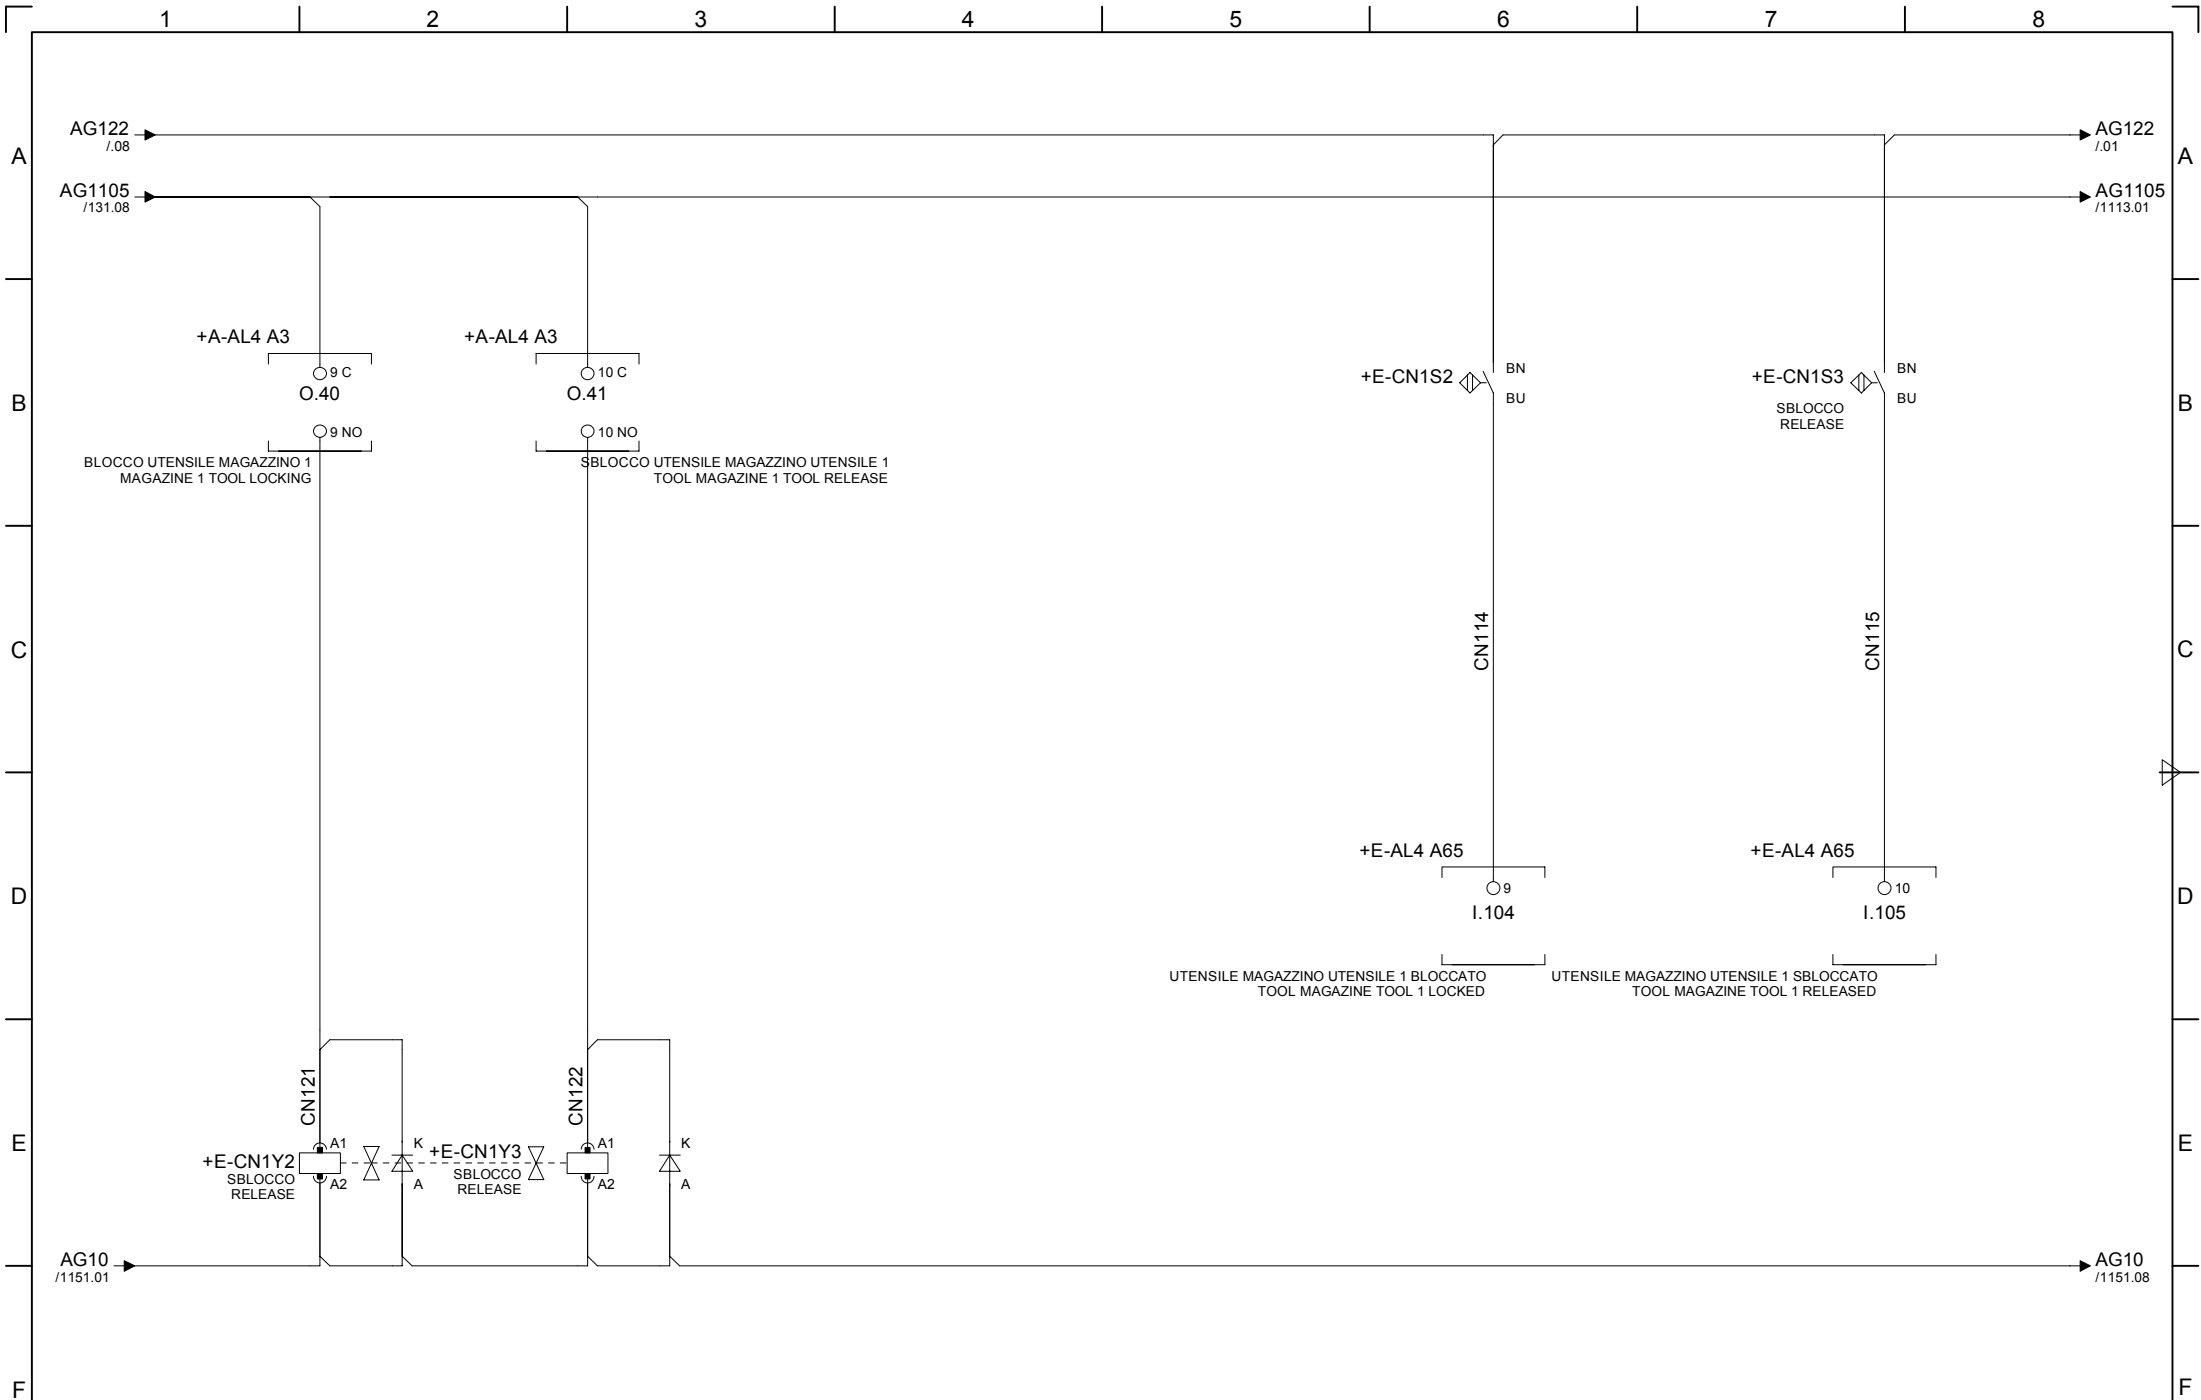 1 2 3 4 5 6 7 8
AG122
/.08
AG122
/.01
A
A
AG1105
/131.08
AG1105
/1113.01
+A-AL4 A3
+A-AL4 A3
9 C
O.40
10 C
O.41
+E-CN1S2
BN
BU
+E-CN1S3
BN
BU
SBLOCCO
RELEASE
B
B
9 NO
10 NO
BLOCCO UTENSILE MAGAZZINO 1
MAGAZINE 1 TOOL LOCKING
SBLOCCO UTENSILE MAGAZZINO UTENSILE 1
TOOL MAGAZINE 1 TOOL RELEASE
C
CN114
CN115
C
+E-AL4 A65
+E-AL4 A65
D
9
I.104
10
I.105
D
UTENSILE MAGAZZINO UTENSILE 1 BLOCCATO
TOOL MAGAZINE TOOL 1 LOCKED
UTENSILE MAGAZZINO UTENSILE 1 SBLOCCATO
TOOL MAGAZINE TOOL 1 RELEASED
CN121
CN122
E
E
+E-CN1Y2
SBLOCCO
RELEASE
A1
A2
K
A
+E-CN1Y3
SBLOCCO
RELEASE
A1
A2
K
A
AG10
/1151.01
AG10
/1151.08
F
F